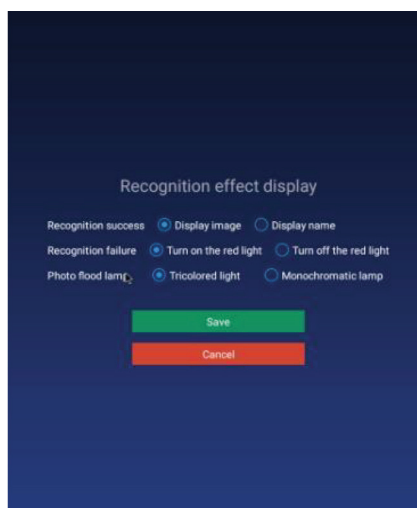 Recognition effect display
Recognition success Display image Display name
Recognition failure Turn on the red light Turn off the red light
Photo flood lamp Tricolored light Monochromatic lamp
Save
Cancel